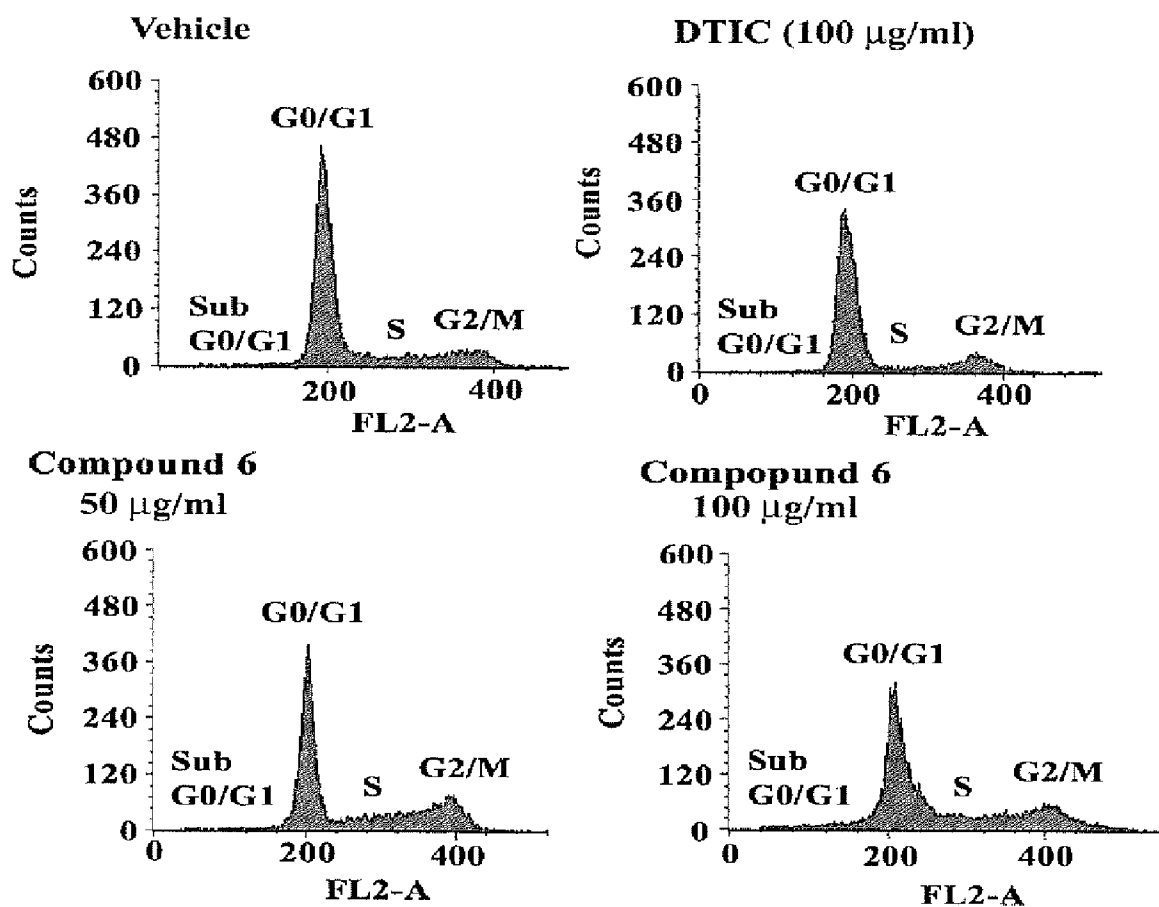 Vehicle
600
480
360
240
120
0
Counts
G0/G1
Sub
G0/G1
S
G2/M
200
400
FL2-A
DTIC (100 µg/ml)
600
480
360
240
120
0
Counts
G0/G1
Sub
G0/G1
S
G2/M
0
200
400
FL2-A
Compound 6
50 µg/ml
600
480
360
240
120
0
Counts
G0/G1
Sub
G0/G1
S
G2/M
0
200
400
FL2-A
Compopund 6
100 µg/ml
600
480
360
240
120
0
Counts
G0/G1
Sub
G0/G1
S
G2/M
0
200
400
FL2-A